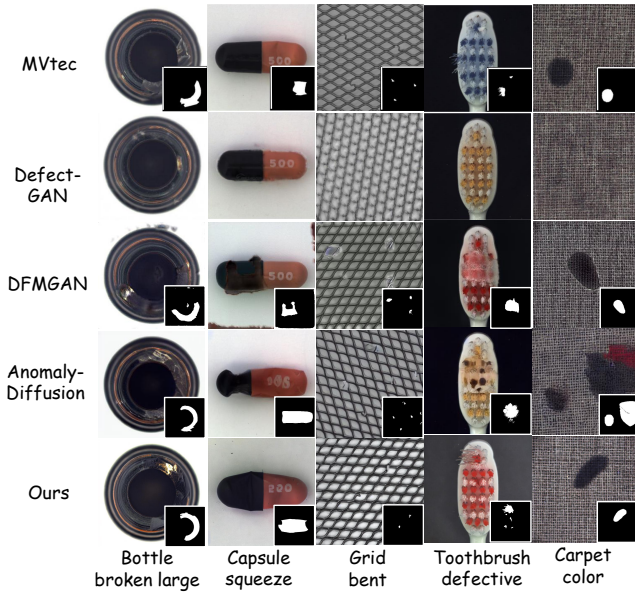 MVtec
500
Defect-
GAN
500
DFMGAN
500
Anomaly-
Diffusion
Ours
200
Bottle
broken large
Capsule
squeeze
Grid
bent
Toothbrush
defective
Carpet
color